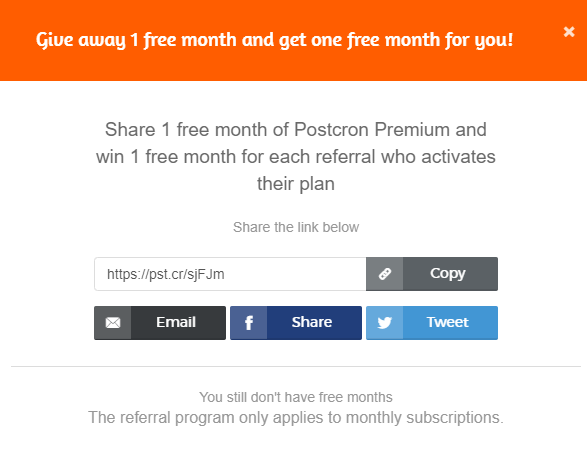 Give away 1 free month and get one free month for you!
Share 1 free month of Postcron Premium and
win 1 free month for each referral who activates
their plan
Share the link below
https://pst.cr/sjFJm
Copy
Email
Share
Tweet
You still don't have free months
The referral program only applies to monthly subscriptions.